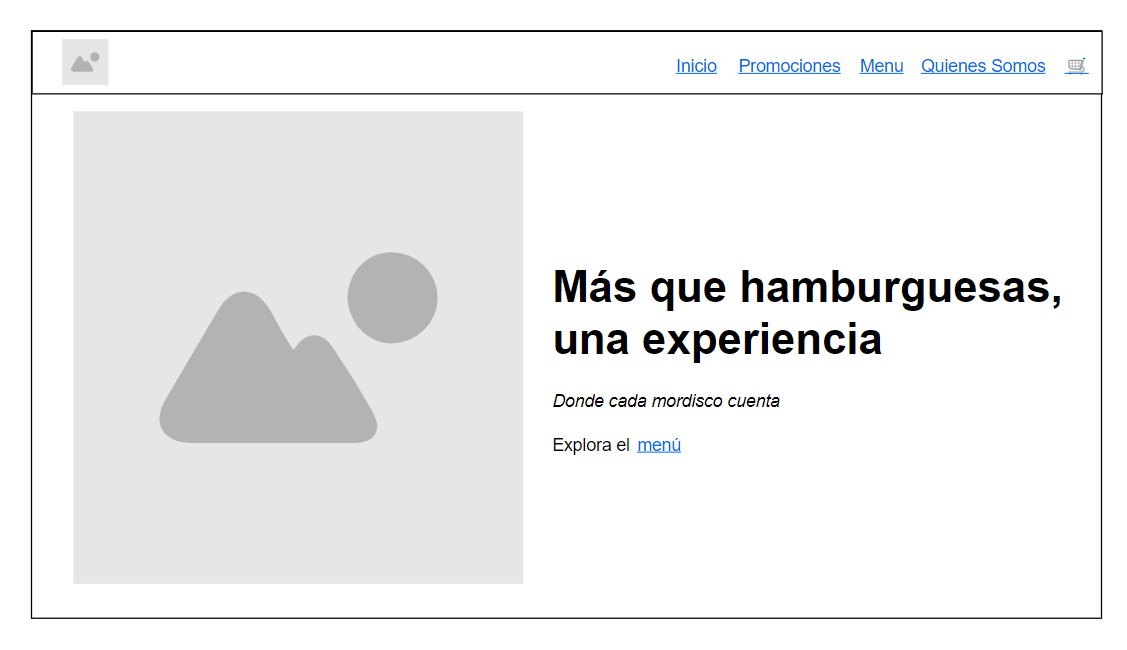 Inicio Promociones Menu Quienes Somos
Más que hamburguesas,
una experiencia
Donde cada mordisco cuenta
Explora el menú